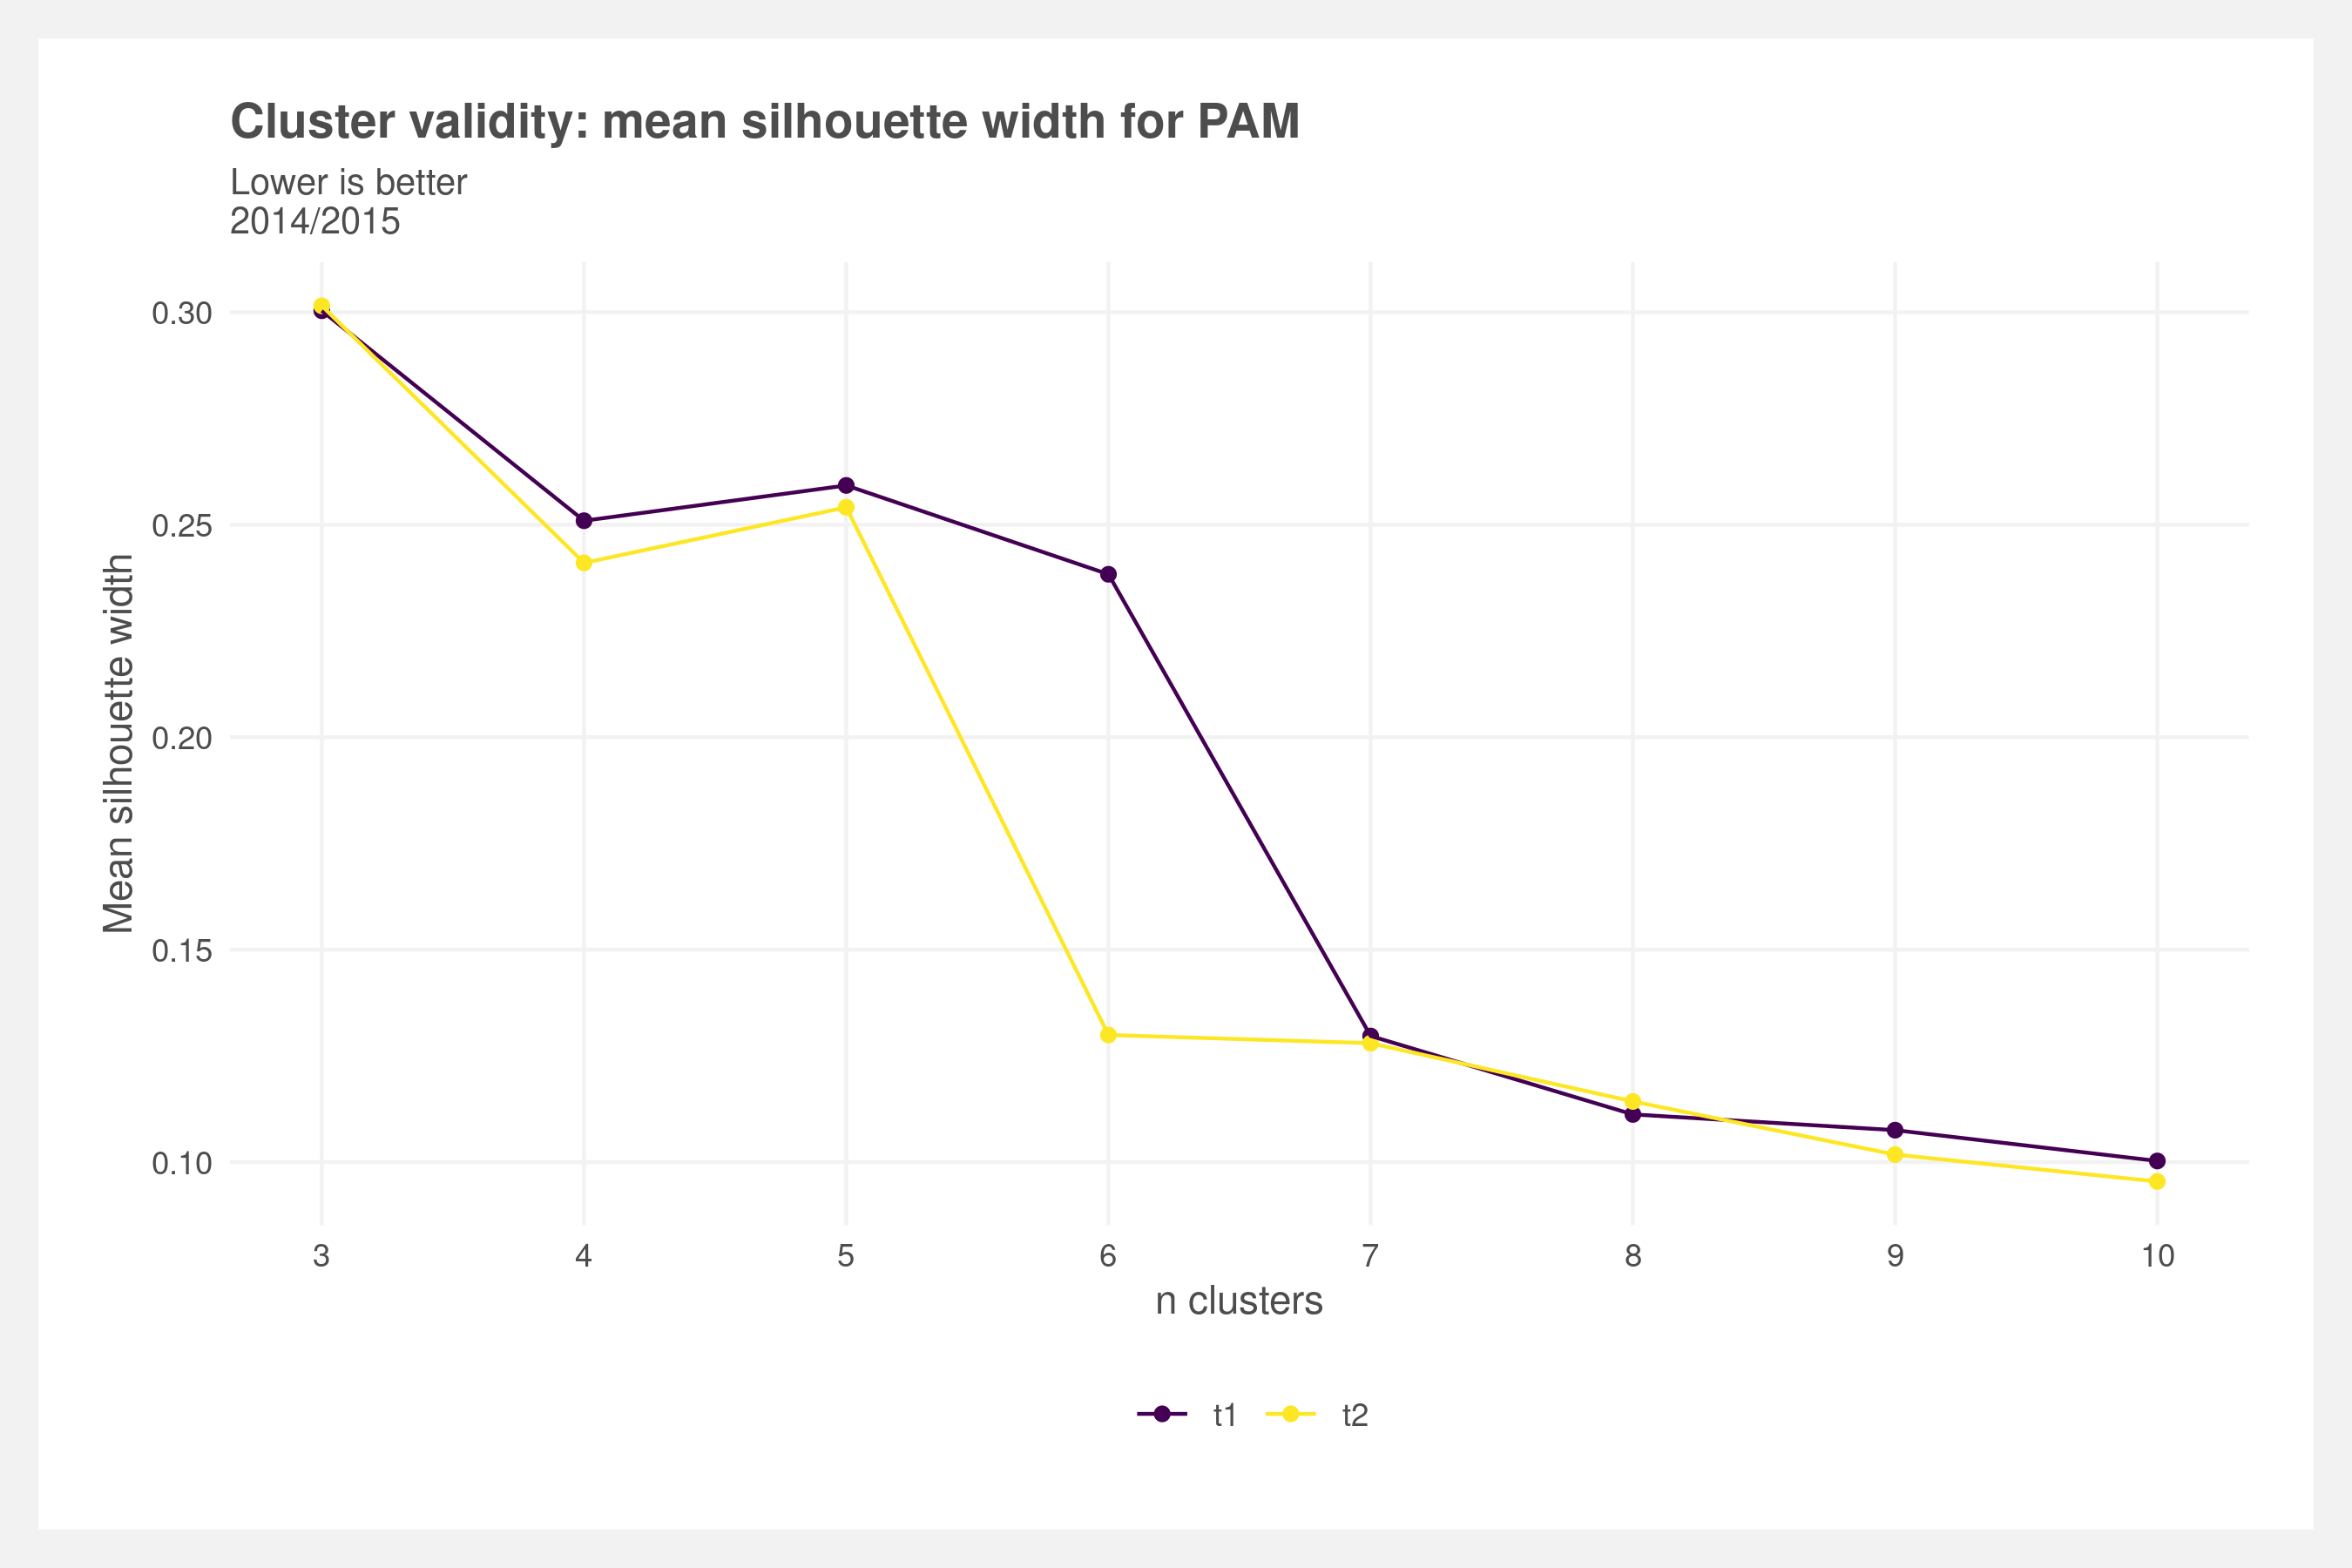 Cluster validity: mean silhouette width for PAM
Lower is better
2014/2015
Mean silhouette width
0.30
0.25
0.20
0.15
0.10
3 4 5 6 7 8 9 10
n clusters
t1 t2